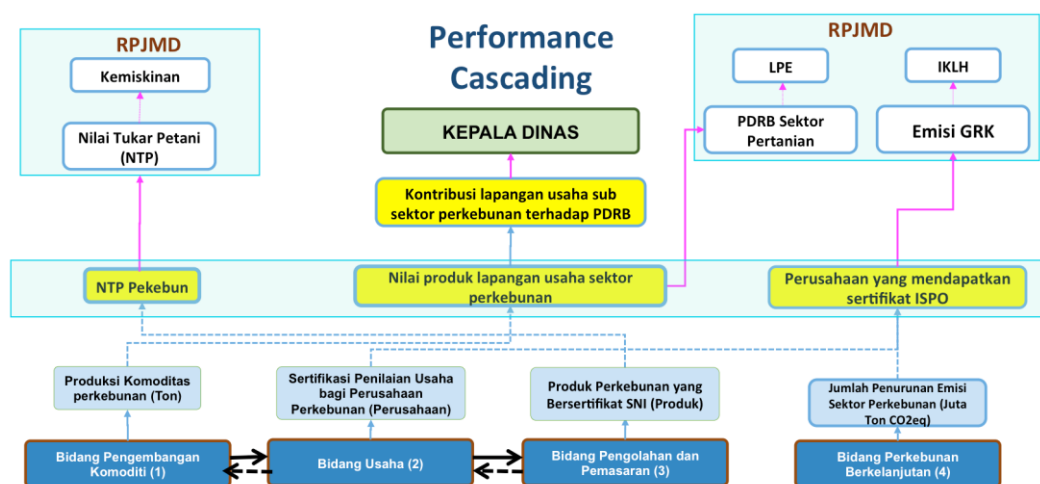 Performance
Cascading
RPJMD
Kemiskinan
Nilai Tukar Petani
(NTP)
RPJMD
LPE
IKLH
PDRB Sektor
Pertanian
Emisi GRK
KEPALA DINAS
Kontribusi lapangan usaha sub
sektor perkebunan terhadap PDRB
NTP Pekebun
Nilai produk lapangan usaha sektor
perkebunan
Perusahaan yang mendapatkan
sertifikat ISPO
Produksi Komoditas
perkebunan (Ton)
Sertifikasi Penilaian Usaha
bagi Perusahaan
Perkebunan (Perusahaan)
Produk Perkebunan yang
Bersertifikat SNI (Produk)
Jumlah Penurunan Emisi
Sektor Perkebunan (Juta
Ton CO2eq)
Bidang Pengembangan
Komoditi (1)
Bidang Usaha (2)
Bidang Pengolahan dan
Pemasaran (3)
Bidang Perkebunan
Berkelanjutan (4)